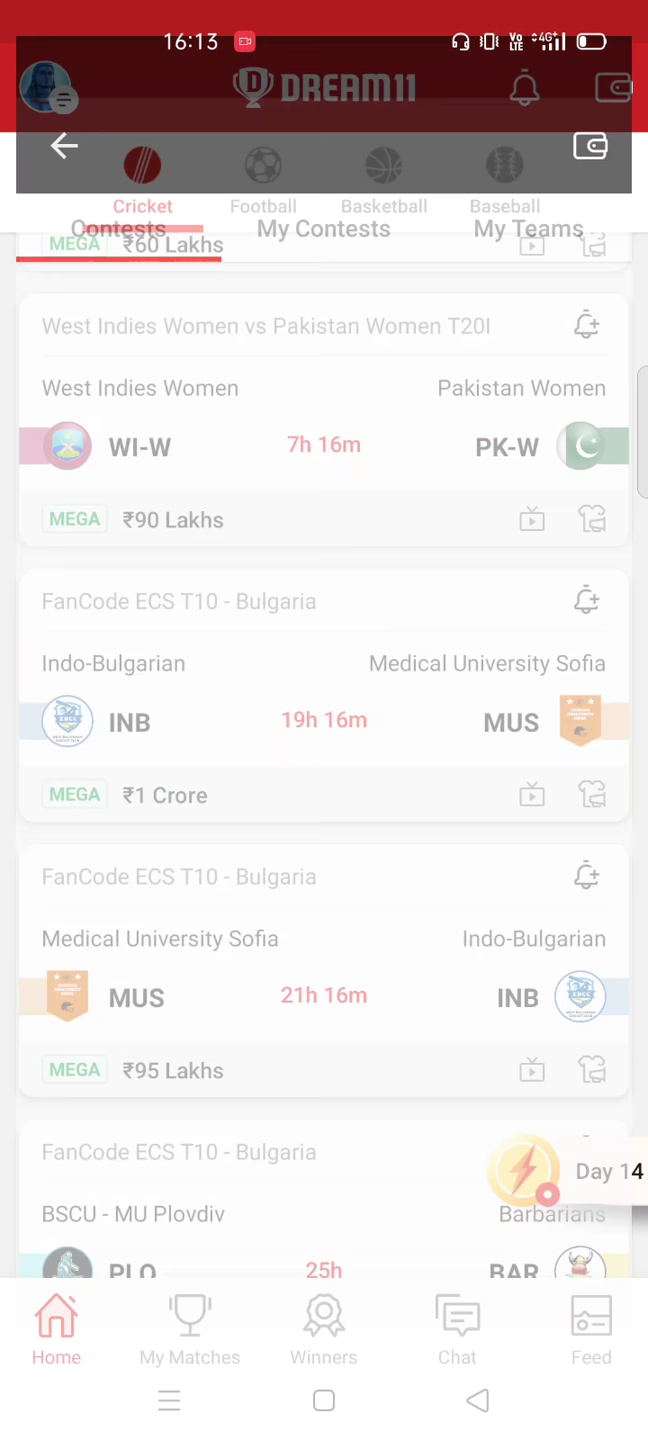 16:13
Vo LTE 4G+
DREAM11
Cricket Football Basketball Baseball
Contests My Contests My Teams
MEGA ₹60 Lakhs
West Indies Women vs Pakistan Women T20I
West Indies Women Pakistan Women
WI-W 7h 16m PK-W
MEGA ₹90 Lakhs
FanCode ECS T10 - Bulgaria
Indo-Bulgarian Medical University Sofia
INB 19h 16m MUS
MEGA ₹1 Crore
FanCode ECS T10 - Bulgaria
Medical University Sofia Indo-Bulgarian
MUS 21h 16m INB
MEGA ₹95 Lakhs
FanCode ECS T10 - Bulgaria
Day 14
BSCU - MU Plovdiv Barbarians
PLO 25h BAR
Home My Matches Winners Chat Feed